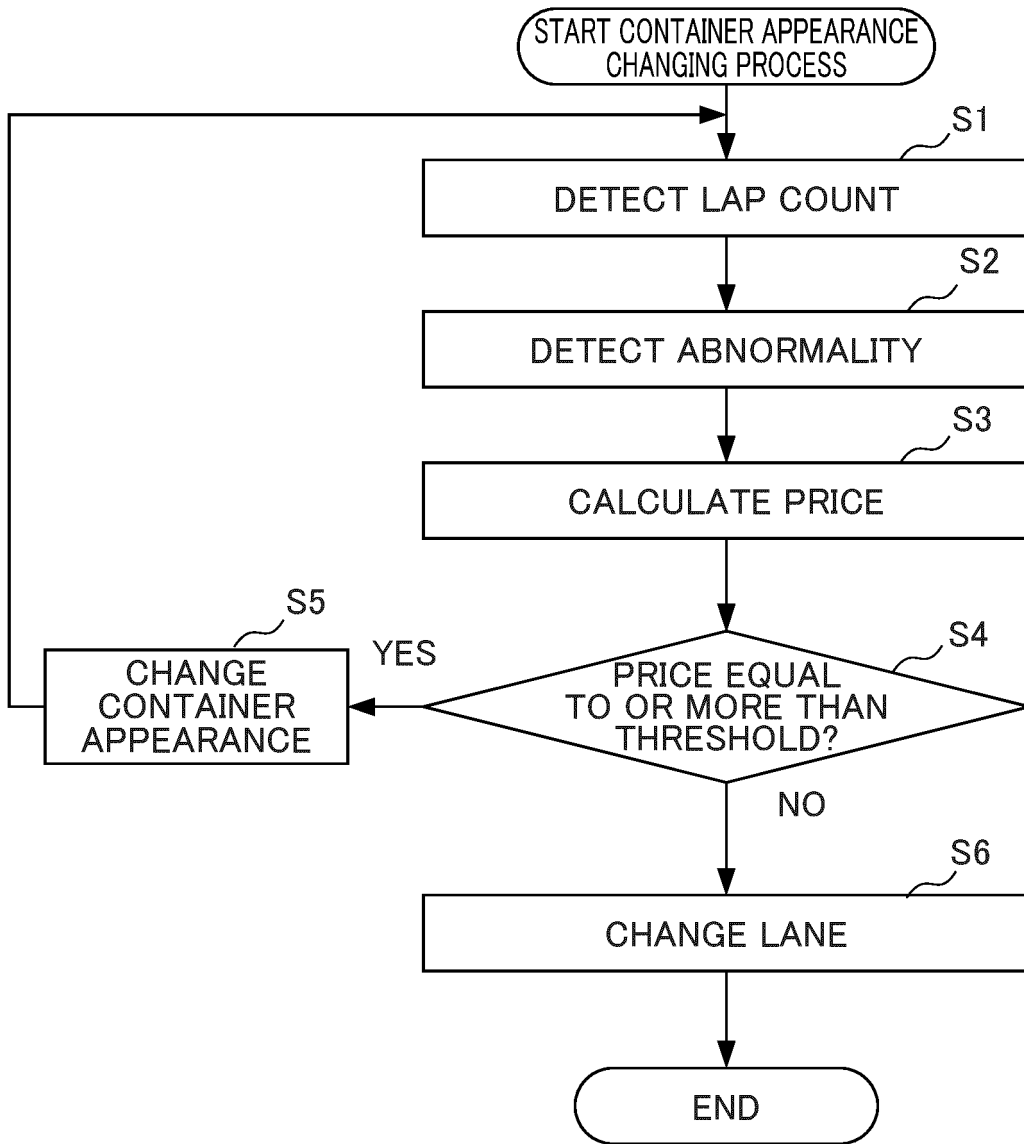 START CONTAINER APPEARANCE
CHANGING PROCESS
S1
DETECT LAP COUNT
S2
DETECT ABNORMALITY
S3
CALCULATE PRICE
S4
PRICE EQUAL
TO OR MORE THAN
THRESHOLD?
YES
S5
CHANGE
CONTAINER
APPEARANCE
NO
S6
CHANGE LANE
END